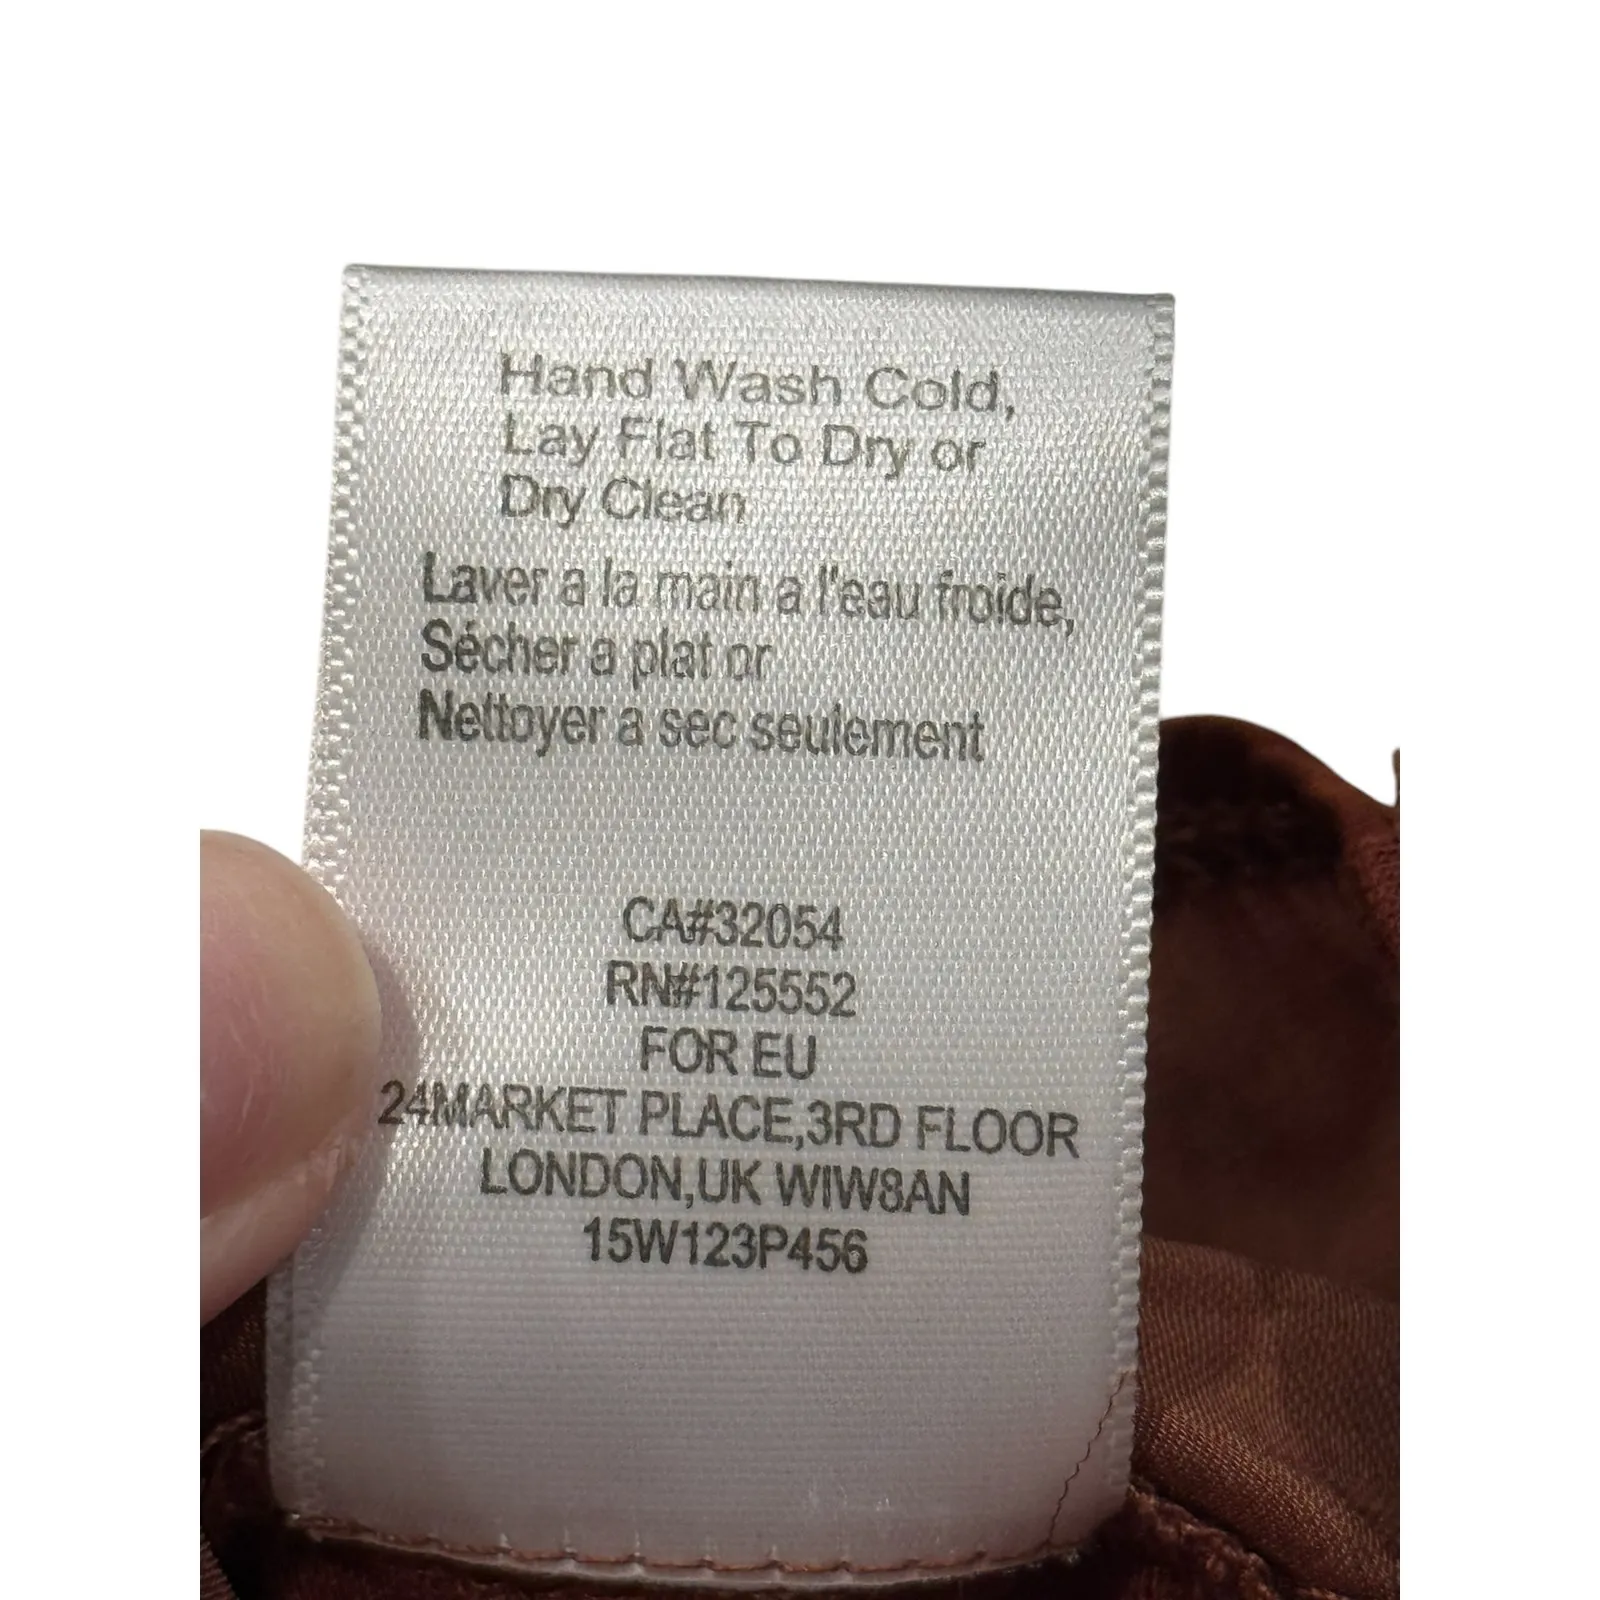 Hand Wash Cold,
Lay Flat To Dry or
Dry Clean
Laver a la main a l'eau froide,
Sécher a plat or
Nettoyer a sec seulement
CA#32054
RN#125552
FOR EU
24MARKET PLACE,3RD FLOOR
LONDON,UK WIW8AN
15W123P456